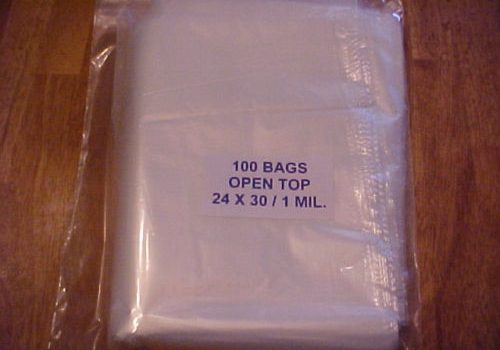 100 BAGS
OPEN TOP
24 X 30 / 1 MIL.